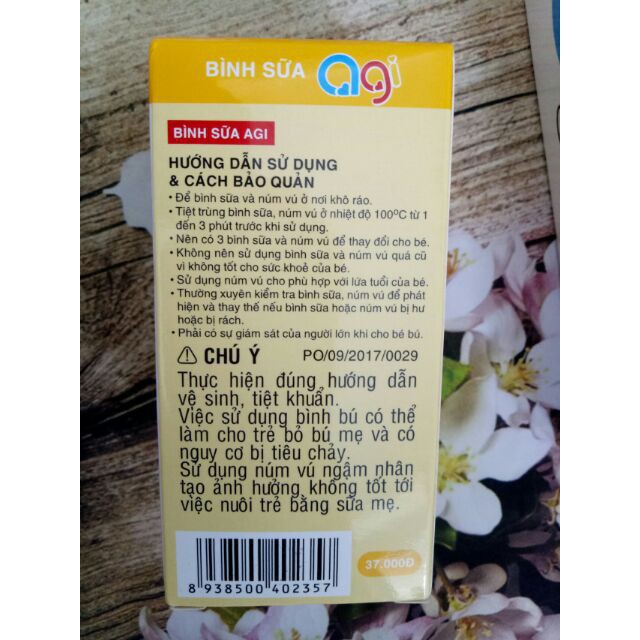 BÌNH SỮA agi
BÌNH SỮA AGI
HƯỚNG DẪN SỬ DỤNG
& CÁCH BẢO QUẢN
• Để bình sữa và núm vú ở nơi khô ráo.
• Tiệt trùng bình sữa, núm vú ở nhiệt độ 100ºC từ 1
đến 3 phút trước khi sử dụng.
• Nên có 3 bình sữa và núm vú để thay đổi cho bé.
• Không nên sử dụng bình sữa và núm vú quá cũ
vì không tốt cho sức khoẻ của bé.
• Sử dụng núm vú cho phù hợp với lứa tuổi của bé.
• Thường xuyên kiểm tra bình sữa, núm vú để phát
hiện và thay thế nếu bình sữa hoặc núm vú bị hư
hoặc bị rách.
• Phải có sự giám sát của người lớn khi cho bé bú.
CHÚ Ý PO/09/2017/0029
Thực hiện đúng hướng dẫn
vệ sinh, tiệt khuẩn.
Việc sử dụng bình bú có thể
làm cho trẻ bỏ bú mẹ và có
nguy cơ bị tiêu chảy.
Sử dụng núm vú ngậm nhân
tạo ảnh hưởng không tốt tới
việc nuôi trẻ bằng sữa mẹ.
37.000Đ
8 938500 402357